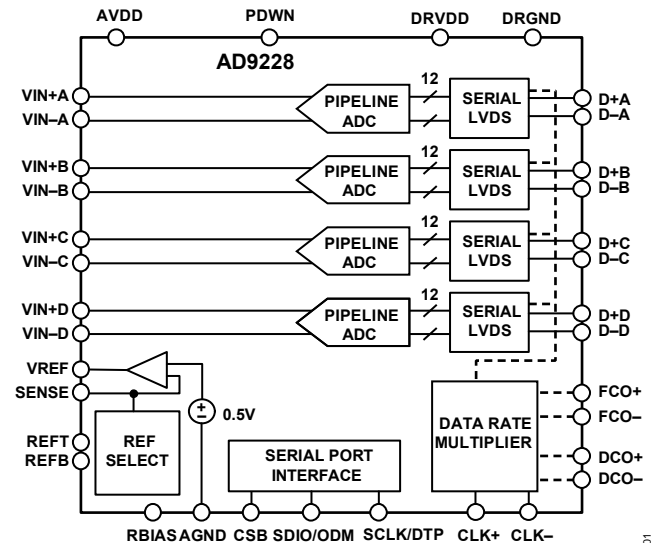 AVDD PDWN DRVDD DRGND
AD9228
VIN+A
VIN–A
PIPELINE
ADC
12
SERIAL
LVDS
D+A
D–A
VIN+B
VIN–B
PIPELINE
ADC
12
SERIAL
LVDS
D+B
D–B
VIN+C
VIN–C
PIPELINE
ADC
12
SERIAL
LVDS
D+C
D–C
VIN+D
VIN–D
PIPELINE
ADC
12
SERIAL
LVDS
D+D
D–D
VREF
SENSE
REFT
REFB
REF
SELECT
+
–
0.5V
SERIAL PORT
INTERFACE
DATA RATE
MULTIPLIER
FCO+
FCO–
DCO+
DCO–
RBIAS AGND CSB SDIO/ODM SCLK/DTP CLK+ CLK–